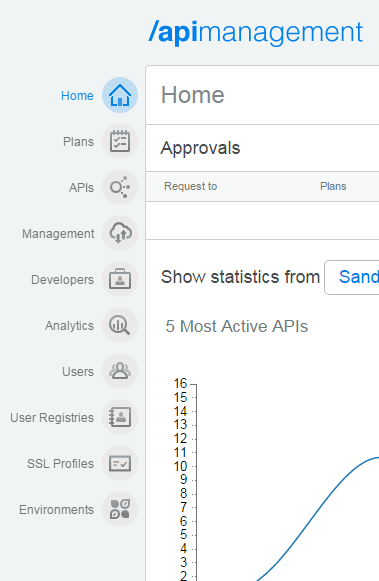 /apimanagement
Home
Plans
APIs
Management
Developers
Analytics
Users
User Registries
SSL Profiles
Environments
Home
Approvals
Request to Plans
Show statistics from Sand
5 Most Active APIs
16
15
14
13
12
11
10
9
8
7
6
5
4
3
2